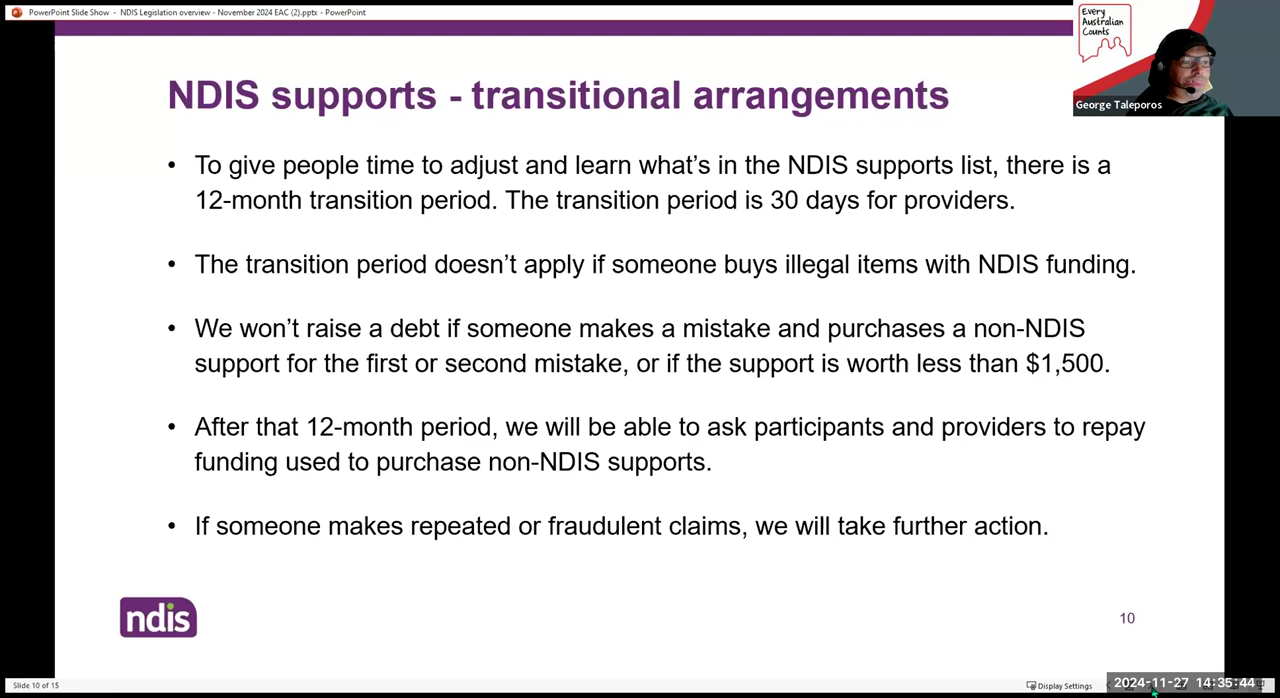 PowerPoint Slide Show - NDIS Legislation overview - November 2024 EAC (2).pptx - PowerPoint
Every
Australian
Counts
George Taleporos
NDIS supports - transitional arrangements
• To give people time to adjust and learn what’s in the NDIS supports list, there is a
12-month transition period. The transition period is 30 days for providers.
• The transition period doesn’t apply if someone buys illegal items with NDIS funding.
• We won’t raise a debt if someone makes a mistake and purchases a non-NDIS
support for the first or second mistake, or if the support is worth less than $1,500.
• After that 12-month period, we will be able to ask participants and providers to repay
funding used to purchase non-NDIS supports.
• If someone makes repeated or fraudulent claims, we will take further action.
ndis
10
Slide 10 of 15
Display Settings
2024-11-27 14:35:44